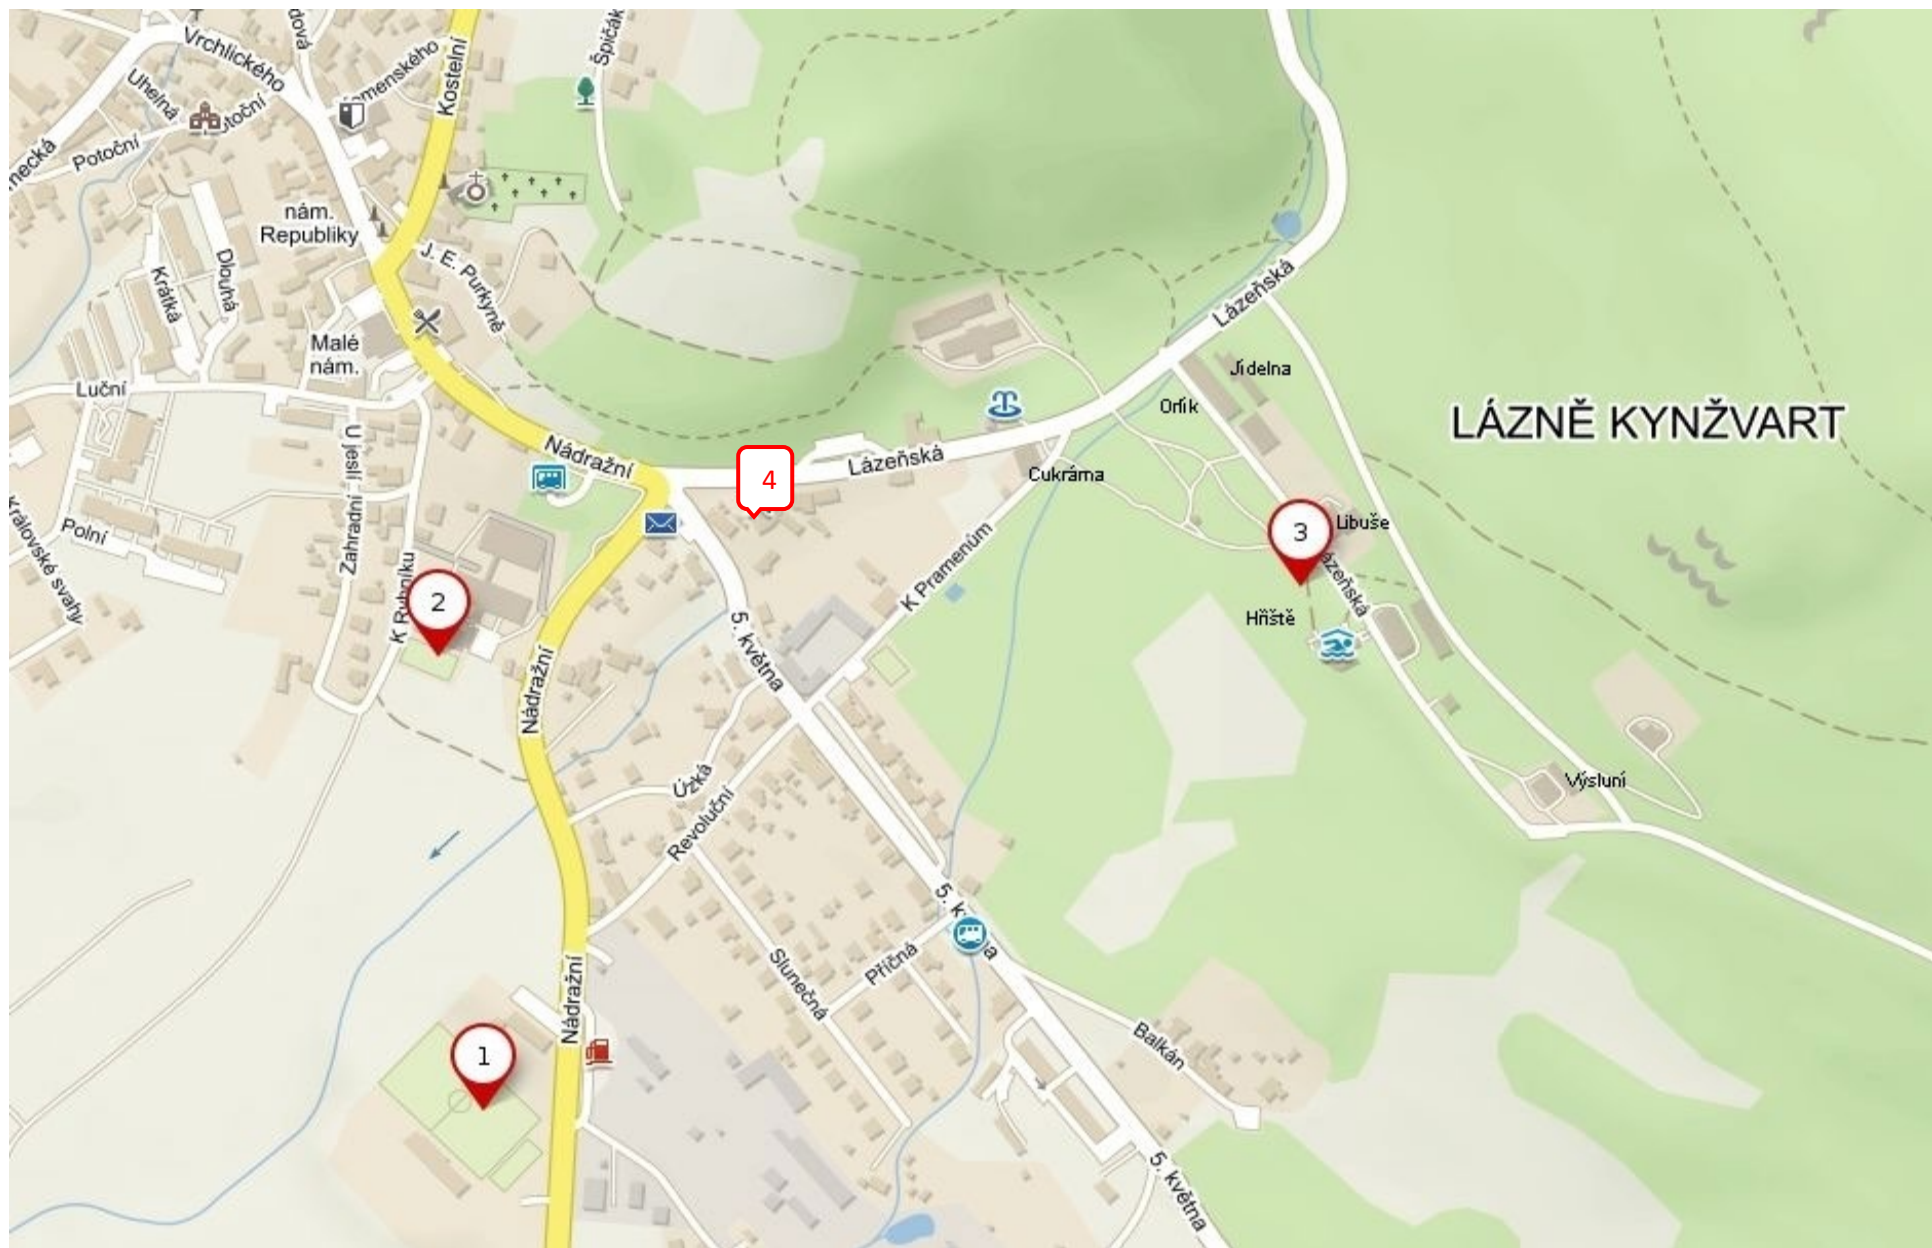 Vrchlického
Uhelná
Potoční
Kostelní
Špičák
nám.
Republiky
J. E. Purkyně
Dlouhá
Krátká
Malé
nám.
Luční
Nádražní
4
Lázeňská
Lázeňská
Jídelna
Orlík
LÁZNĚ KYNŽVART
Cukrárna
U jeslí
Zahradní
Polní
Královské svahy
K Rybníku
2
K Pramenům
3
Libuše
Lázeňská
Hřiště
5. května
Nádražní
Úzká
Revoluční
Výsluní
Slunečná
Příčná
Nádražní
1
Balkán
5. května